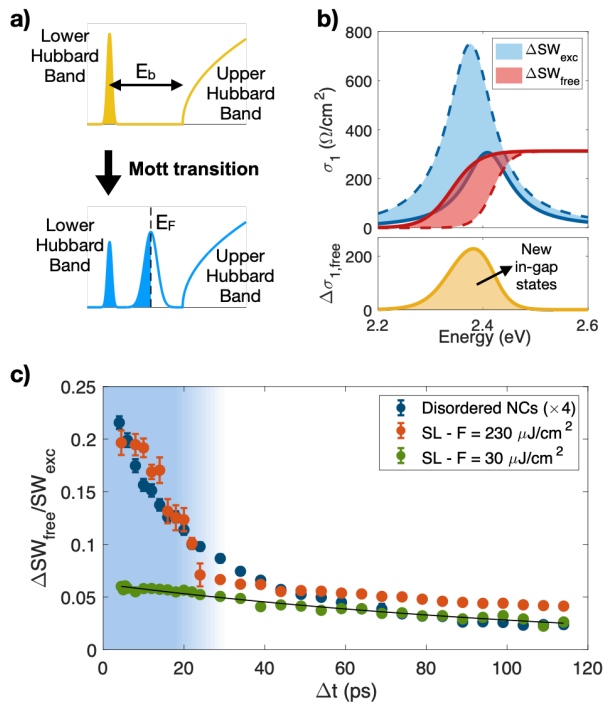 a)
Lower
Hubbard
Band
E_b
Upper
Hubbard
Band
Mott transition
Lower
Hubbard
Band
E_F
Upper
Hubbard
Band
b)
ΔSW_exc
ΔSW_free
σ_1 (Ω/cm^2)
800
600
400
200
0
Δσ_1,free
200
0
New
in-gap
states
2.2 2.4 2.6
Energy (eV)
c)
Disordered NCs (×4)
SL - F = 230 μJ/cm^2
SL - F = 30 μJ/cm^2
ΔSW_free/SW_exc
0.25
0.2
0.15
0.1
0.05
0
0 20 40 60 80 100 120
Δt (ps)